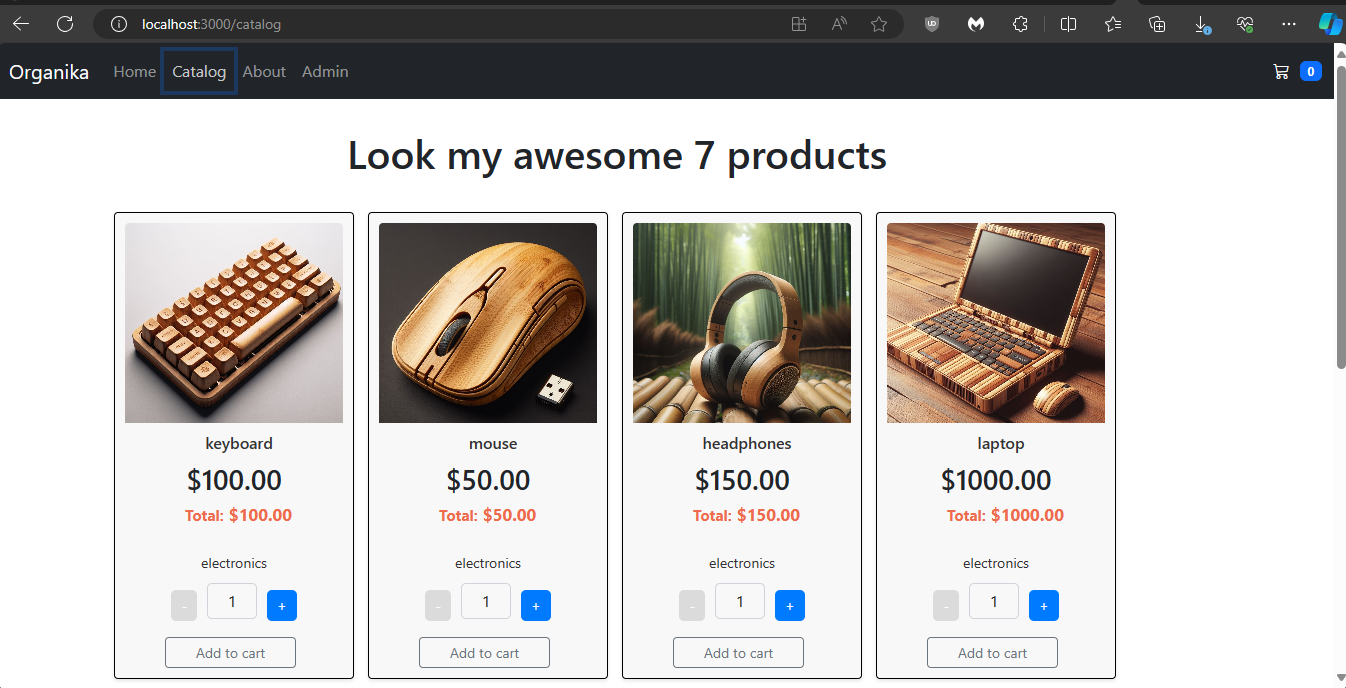 localhost:3000/catalog
Organika Home Catalog About Admin 0
Look my awesome 7 products
keyboard mouse headphones laptop
$100.00 $50.00 $150.00 $1000.00
Total: $100.00 Total: $50.00 Total: $150.00 Total: $1000.00
electronics electronics electronics electronics
- 1 + - 1 + - 1 + - 1 +
Add to cart Add to cart Add to cart Add to cart